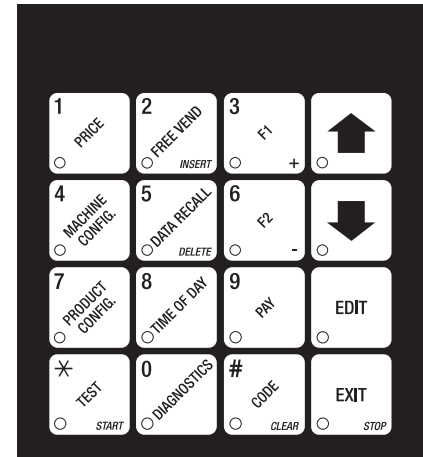 1 PRICE
2 FREE VEND INSERT
3 F1 +
4 MACHINE CONFIG.
5 DATA RECALL DELETE
6 F2 -
7 PRODUCT CONFIG.
8 TIME OF DAY
9 PAY
EDIT
* TEST START
0 DIAGNOSTICS
# CODE CLEAR
EXIT STOP